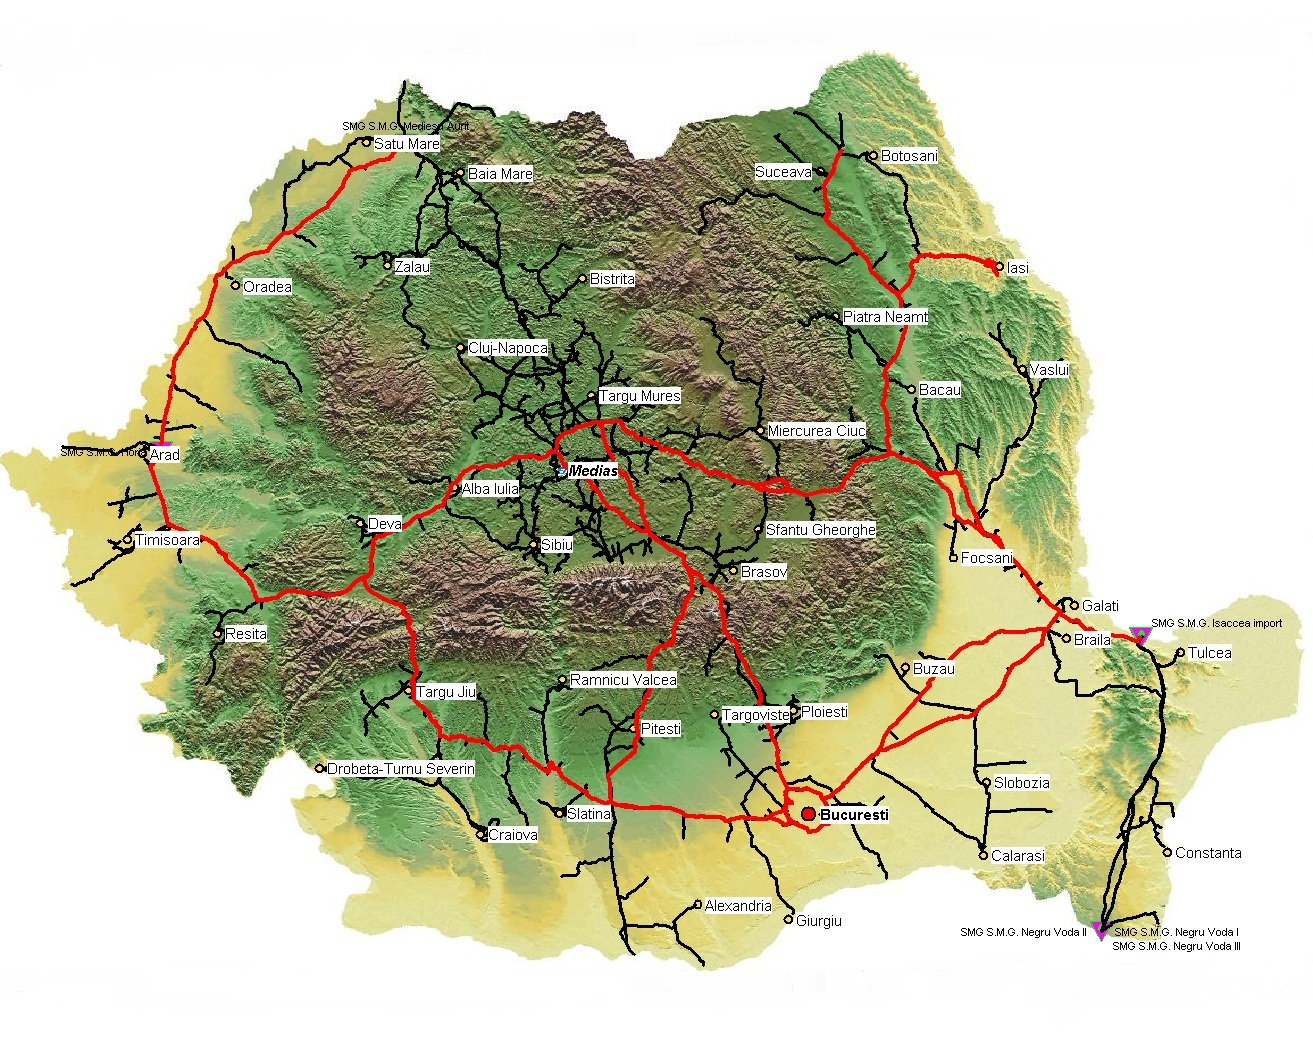 SMG S.M.G. Mediesu Aurit
Satu Mare
Botosani
Suceava
Baia Mare
Iasi
Zalau
Bistrita
Oradea
Piatra Neamt
Cluj-Napoca
Vaslui
Bacau
Targu Mures
Miercurea Ciuc
SMG S.M.G. Horia
Arad
Medias
Alba Iulia
Deva
Sfantu Gheorghe
Timisoara
Sibiu
Focsani
Brasov
Galati
SMG S.M.G. Isaccea import
Resita
Braila
Tulcea
Buzau
Ramnicu Valcea
Targu Jiu
Targoviste
Ploiesti
Pitesti
Drobeta-Turnu Severin
Slobozia
Slatina
Bucuresti
Craiova
Constanta
Calarasi
Alexandria
Giurgiu
SMG S.M.G. Negru Voda II
SMG S.M.G. Negru Voda I
SMG S.M.G. Negru Voda III